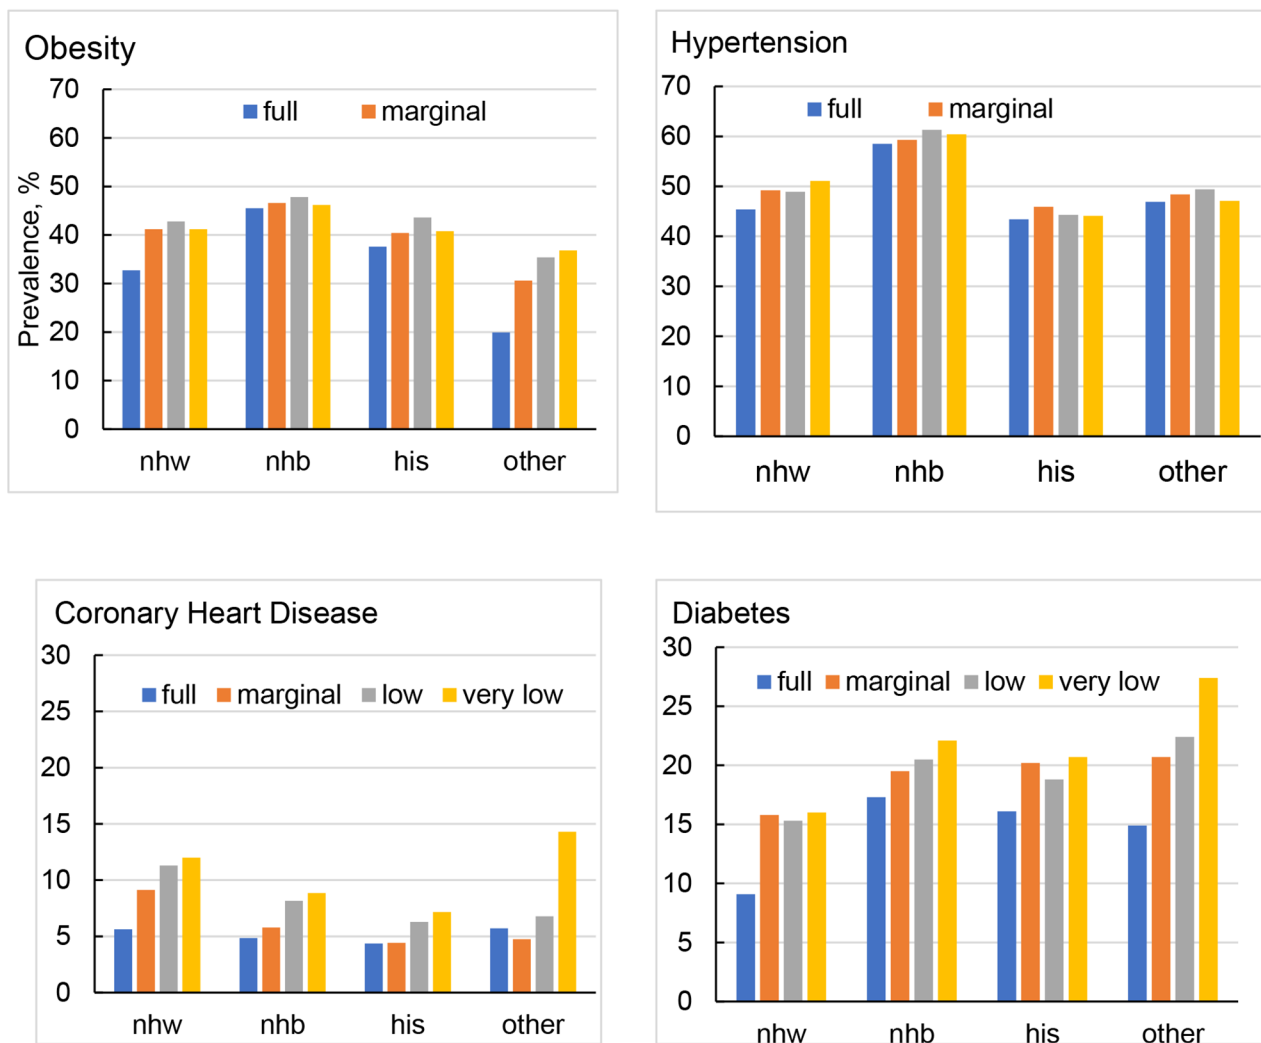 Obesity
Prevalence, %
70
60
50
40
30
20
10
0
full marginal
nhw nhb his other
Hypertension
70
60
50
40
30
20
10
0
full marginal
nhw nhb his other
Coronary Heart Disease
30
25
20
15
10
5
0
full marginal low very low
nhw nhb his other
Diabetes
30
25
20
15
10
5
0
full marginal low very low
nhw nhb his other